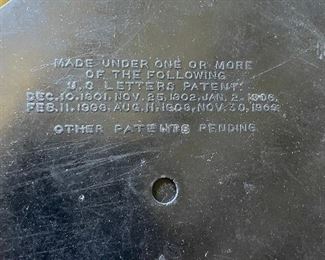 MADE UNDER ONE OR MORE
OF THE FOLLOWING
U.S LETTERS PATENT:
DEC.10.1901, NOV.25.1902, JAN.2.1906,
FEB.11.1908, AUG.11.1908, NOV.30.1909.
OTHER PATENTS PENDING